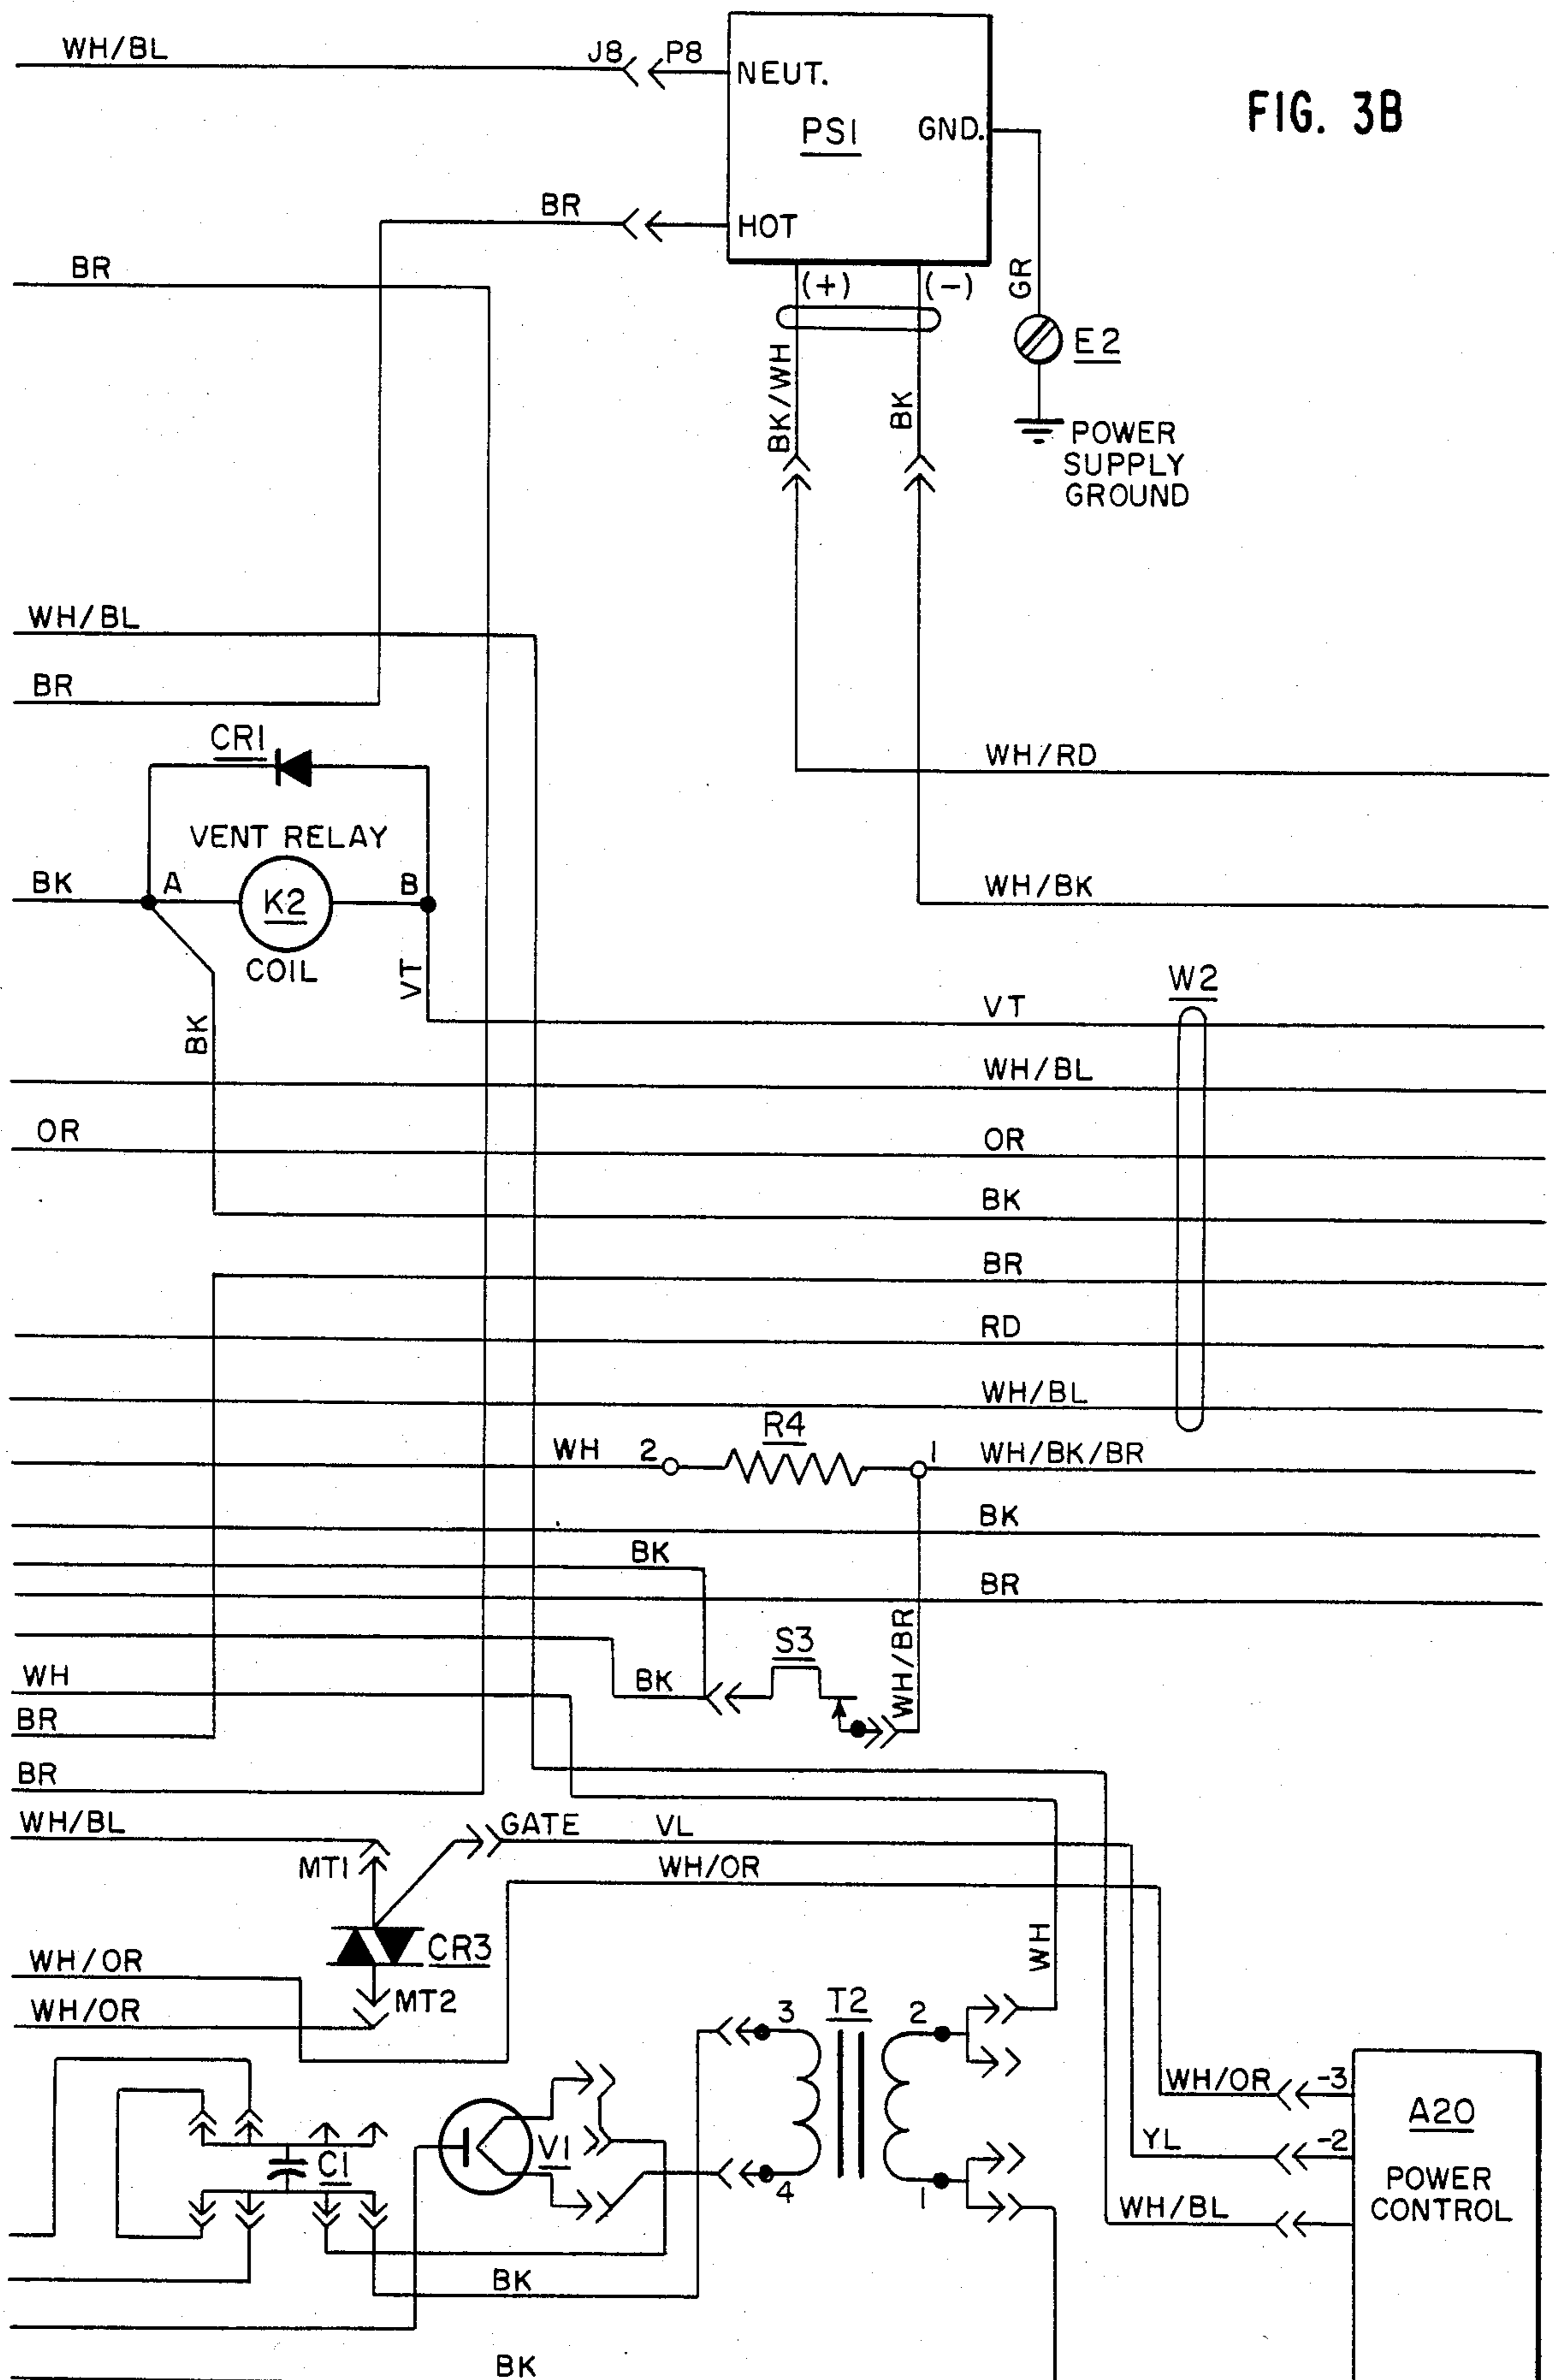 WH/BL
J8
P8
NEUT.
FIG. 3B
PS1
GND.
BR
HOT
BR
(+)
(-)
GR
E2
BK/WH
BK
POWER
SUPPLY
GROUND
WH/BL
BR
CR1
WH/RD
VENT RELAY
BK
A
K2
B
WH/BK
COIL
VT
W2
VT
BK
WH/BL
OR
OR
BK
BR
RD
WH/BL
R4
WH
2
1
WH/BK/BR
BK
BK
BR
WH/BR
S3
WH
BK
BR
BR
WH/BL
GATE
VL
MT1
WH/OR
CR3
WH
WH/OR
MT2
WH/OR
3
T2
2
WH/OR
-3
A20
YL
-2
V1
C1
4
1
POWER
CONTROL
WH/BL
BK
BK